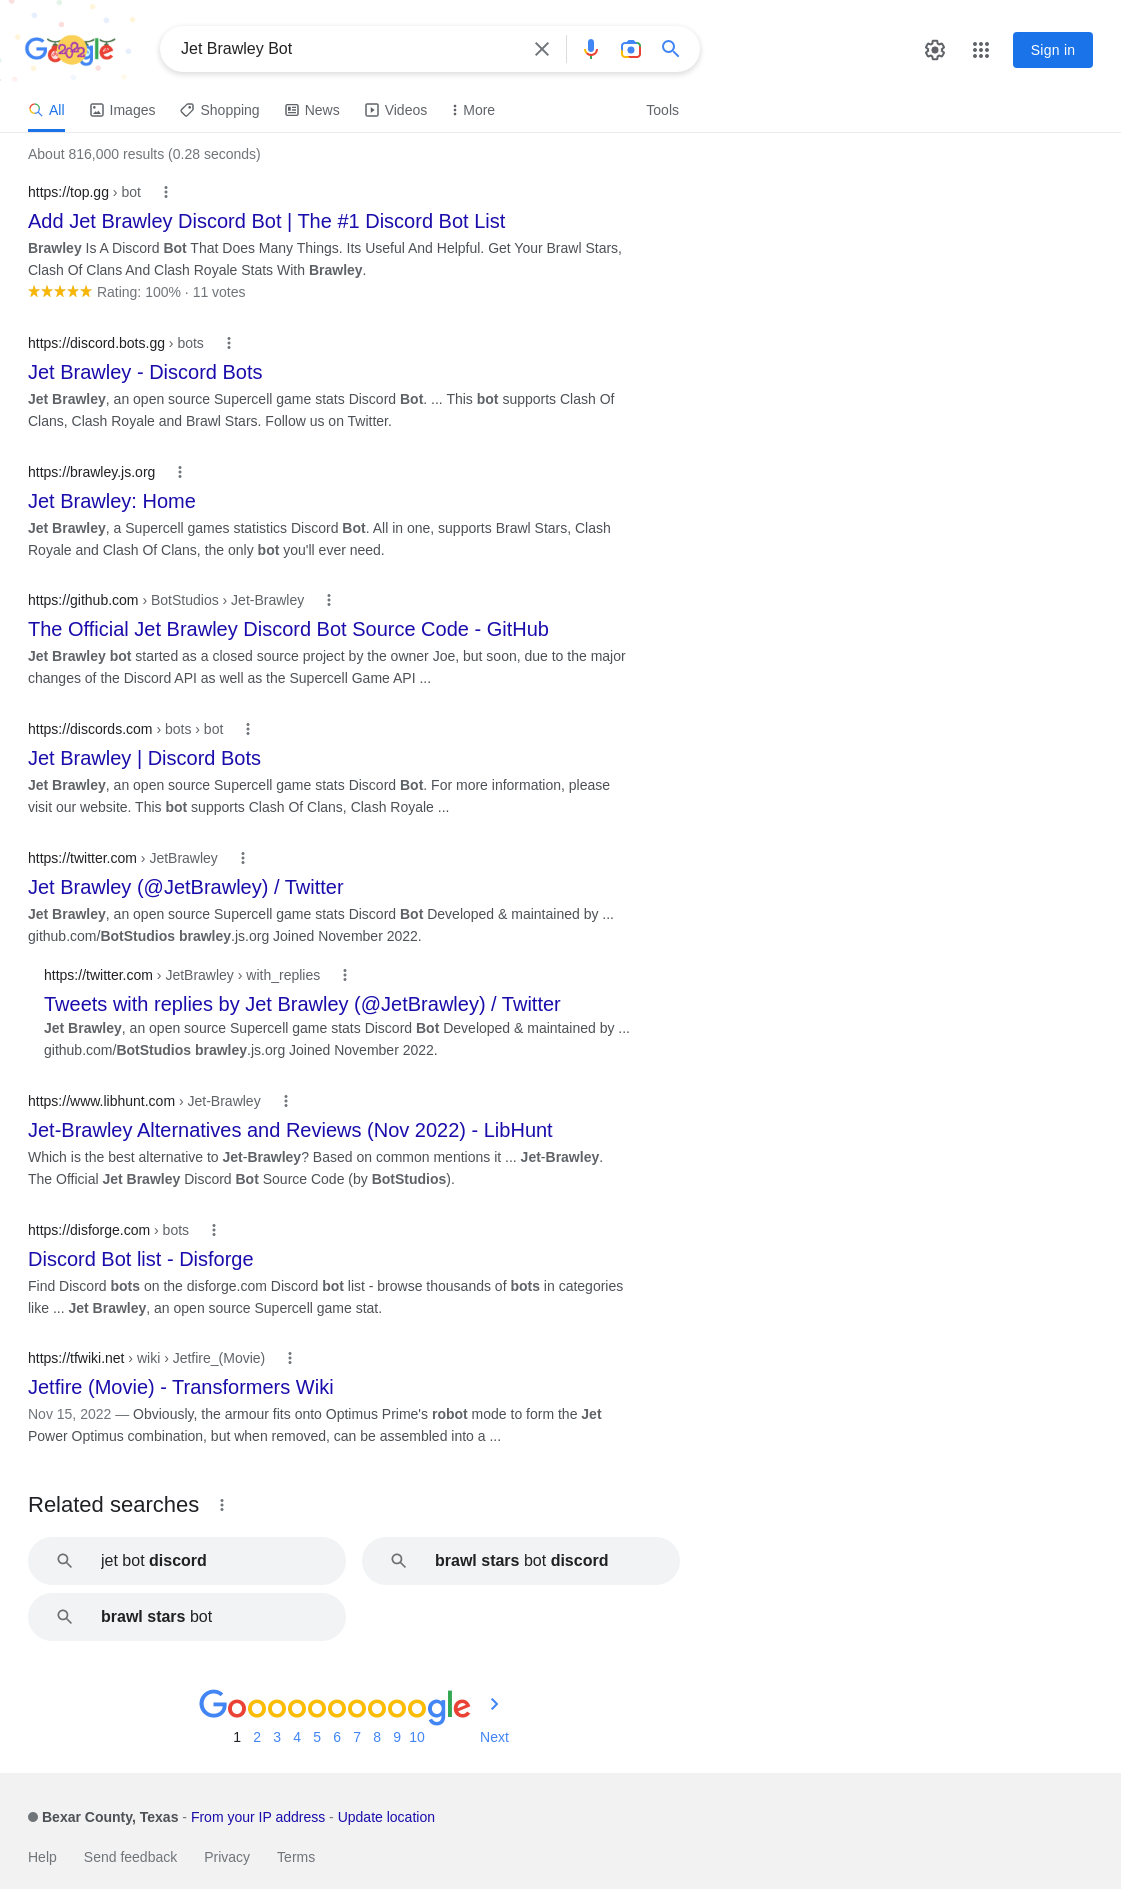 Google
Jet Brawley Bot
Sign in
All
Images
Shopping
News
Videos
More
Tools
About 816,000 results (0.28 seconds)
https://top.gg › bot
Add Jet Brawley Discord Bot | The #1 Discord Bot List
Brawley Is A Discord Bot That Does Many Things. Its Useful And Helpful. Get Your Brawl Stars,
Clash Of Clans And Clash Royale Stats With Brawley.
Rating: 100% · 11 votes
https://discord.bots.gg › bots
Jet Brawley - Discord Bots
Jet Brawley, an open source Supercell game stats Discord Bot. ... This bot supports Clash Of
Clans, Clash Royale and Brawl Stars. Follow us on Twitter.
https://brawley.js.org
Jet Brawley: Home
Jet Brawley, a Supercell games statistics Discord Bot. All in one, supports Brawl Stars, Clash
Royale and Clash Of Clans, the only bot you'll ever need.
https://github.com › BotStudios › Jet-Brawley
The Official Jet Brawley Discord Bot Source Code - GitHub
Jet Brawley bot started as a closed source project by the owner Joe, but soon, due to the major
changes of the Discord API as well as the Supercell Game API ...
https://discords.com › bots › bot
Jet Brawley | Discord Bots
Jet Brawley, an open source Supercell game stats Discord Bot. For more information, please
visit our website. This bot supports Clash Of Clans, Clash Royale ...
https://twitter.com › JetBrawley
Jet Brawley (@JetBrawley) / Twitter
Jet Brawley, an open source Supercell game stats Discord Bot Developed & maintained by ...
github.com/BotStudios brawley.js.org Joined November 2022.
https://twitter.com › JetBrawley › with_replies
Tweets with replies by Jet Brawley (@JetBrawley) / Twitter
Jet Brawley, an open source Supercell game stats Discord Bot Developed & maintained by ...
github.com/BotStudios brawley.js.org Joined November 2022.
https://www.libhunt.com › Jet-Brawley
Jet-Brawley Alternatives and Reviews (Nov 2022) - LibHunt
Which is the best alternative to Jet-Brawley? Based on common mentions it ... Jet-Brawley.
The Official Jet Brawley Discord Bot Source Code (by BotStudios).
https://disforge.com › bots
Discord Bot list - Disforge
Find Discord bots on the disforge.com Discord bot list - browse thousands of bots in categories
like ... Jet Brawley, an open source Supercell game stat.
https://tfwiki.net › wiki › Jetfire_(Movie)
Jetfire (Movie) - Transformers Wiki
Nov 15, 2022 — Obviously, the armour fits onto Optimus Prime's robot mode to form the Jet
Power Optimus combination, but when removed, can be assembled into a ...
Related searches
jet bot discord
brawl stars bot discord
brawl stars bot
Goooooooooogle
1 2 3 4 5 6 7 8 9 10 Next
Bexar County, Texas - From your IP address - Update location
Help Send feedback Privacy Terms